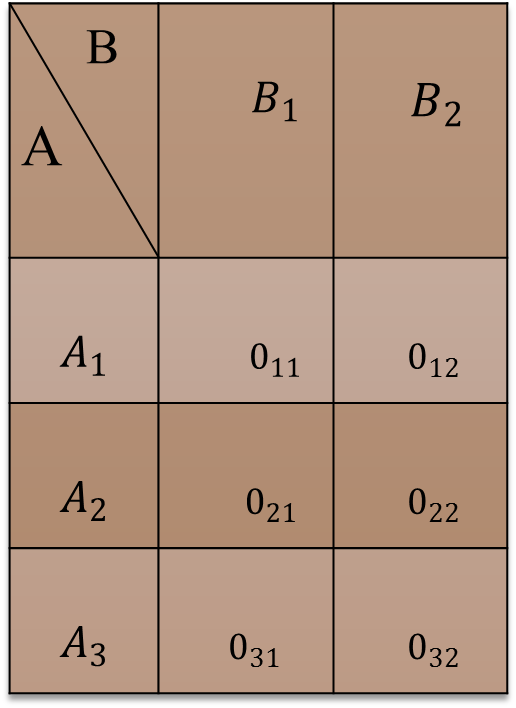 B
A
B₁ B₂
A₁ 0₁₁ 0₁₂
A₂ 0₂₁ 0₂₂
A₃ 0₃₁ 0₃₂